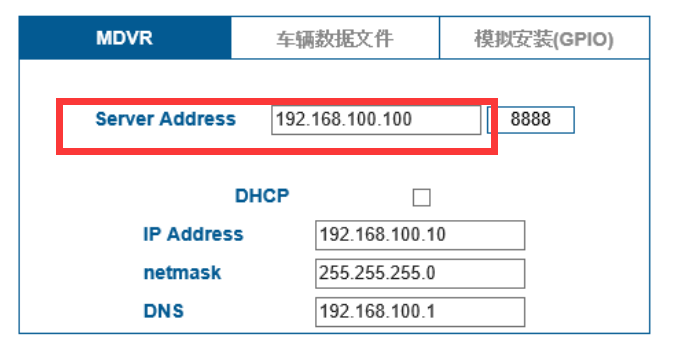 MDVR 车辆数据文件 模拟安装(GPIO)
Server Address 192.168.100.100 8888
DHCP
IP Address 192.168.100.10
netmask 255.255.255.0
DNS 192.168.100.1